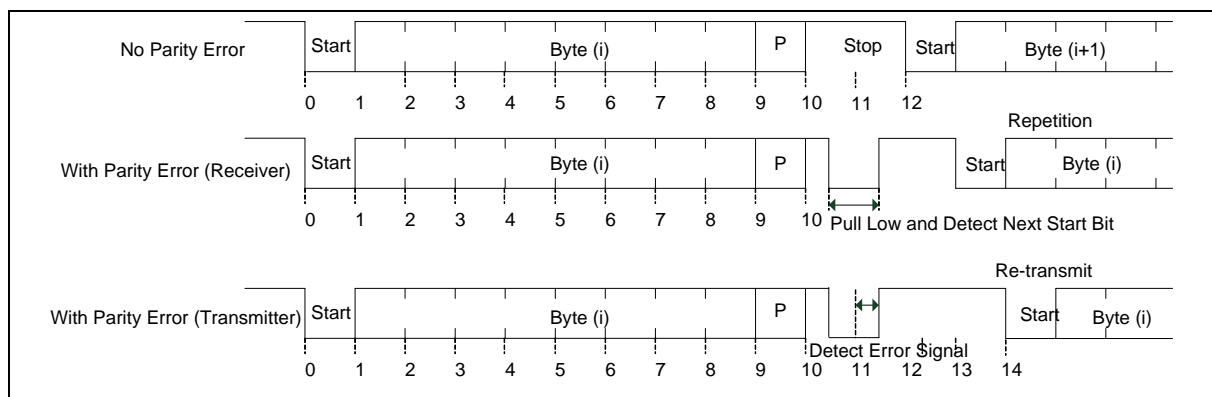 No Parity Error
Start Byte (i) P Stop Start Byte (i+1)
0 1 2 3 4 5 6 7 8 9 10 11 12
Repetition
With Parity Error (Receiver)
Start Byte (i) P Start Byte (i)
0 1 2 3 4 5 6 7 8 9 10
Pull Low and Detect Next Start Bit
Re-transmit
With Parity Error (Transmitter)
Start Byte (i) P Start Byte (i)
Detect Error Signal
0 1 2 3 4 5 6 7 8 9 10 11 12 13 14